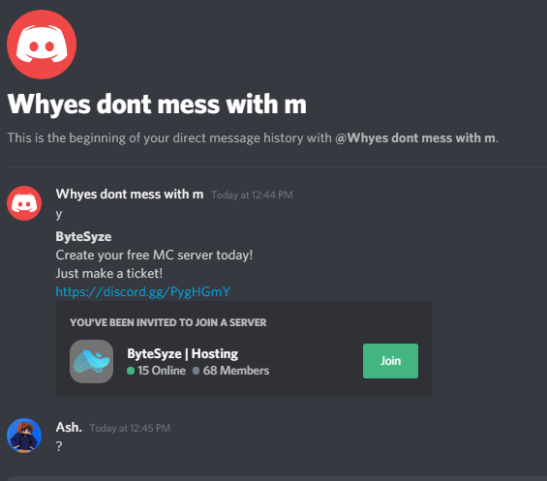 Whyes dont mess with m
This is the beginning of your direct message history with @Whyes dont mess with m.
Whyes dont mess with m Today at 12:44 PM
y
ByteSyze
Create your free MC server today!
Just make a ticket!
https://discord.gg/PygHGmY
YOU'VE BEEN INVITED TO JOIN A SERVER
ByteSyze | Hosting
15 Online 68 Members
Join
Ash. Today at 12:45 PM
?